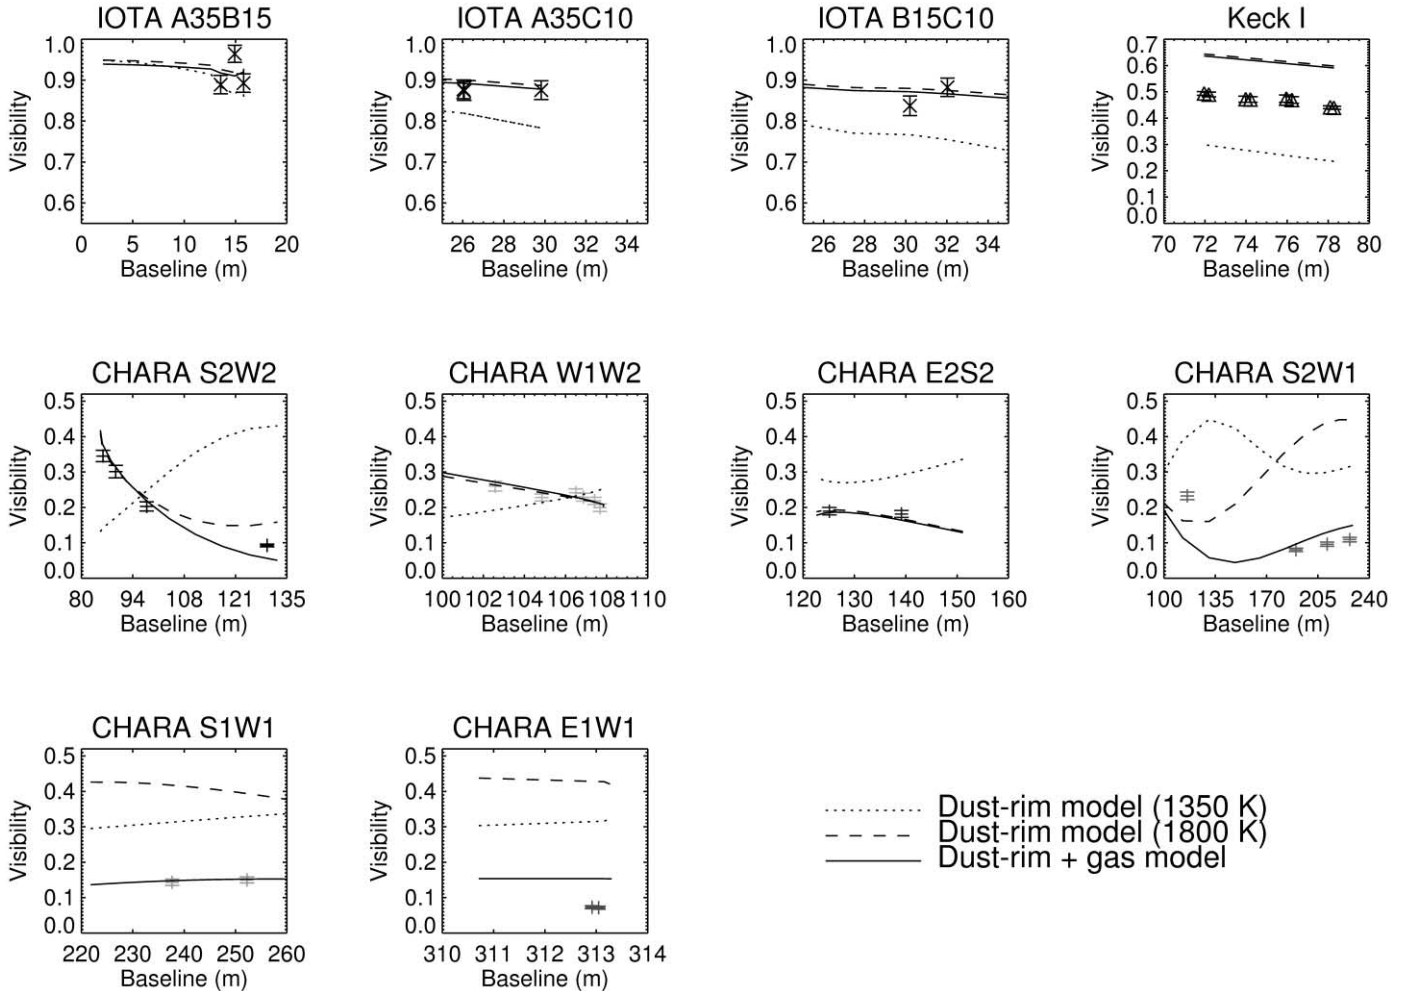 IOTA A35B15
IOTA A35C10
IOTA B15C10
Keck I
1.0
0.9
0.8
0.7
0.6
Visibility
0 5 10 15 20
Baseline (m)
1.0
0.9
0.8
0.7
0.6
Visibility
26 28 30 32 34
Baseline (m)
1.0
0.9
0.8
0.7
0.6
Visibility
26 28 30 32 34
Baseline (m)
0.7
0.6
0.5
0.4
0.3
0.2
0.1
0.0
Visibility
70 72 74 76 78 80
Baseline (m)
CHARA S2W2
CHARA W1W2
CHARA E2S2
CHARA S2W1
0.5
0.4
0.3
0.2
0.1
0.0
Visibility
80 94 108 121 135
Baseline (m)
0.5
0.4
0.3
0.2
0.1
0.0
Visibility
100 102 104 106 108 110
Baseline (m)
0.5
0.4
0.3
0.2
0.1
0.0
Visibility
120 130 140 150 160
Baseline (m)
0.5
0.4
0.3
0.2
0.1
0.0
Visibility
100 135 170 205 240
Baseline (m)
CHARA S1W1
CHARA E1W1
0.5
0.4
0.3
0.2
0.1
0.0
Visibility
220 230 240 250 260
Baseline (m)
0.5
0.4
0.3
0.2
0.1
0.0
Visibility
310 311 312 313 314
Baseline (m)
Dust-rim model (1350 K)
Dust-rim model (1800 K)
Dust-rim + gas model